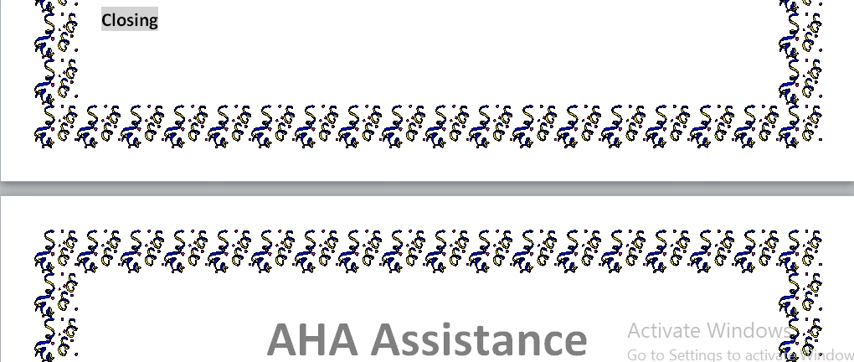 Closing
AHA Assistance
Activate Windows
Go to Settings to activate Window